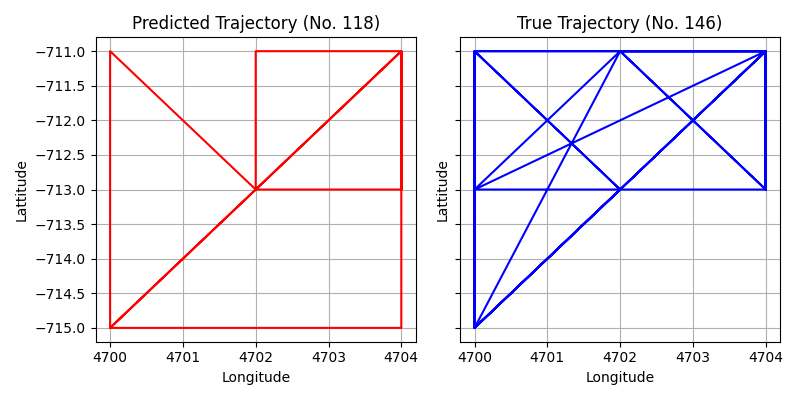 Predicted Trajectory (No. 118)
True Trajectory (No. 146)
−711.0
−711.5
−712.0
−712.5
−713.0
−713.5
−714.0
−714.5
−715.0
Lattitude
Lattitude
4700 4701 4702 4703 4704
4700 4701 4702 4703 4704
Longitude
Longitude